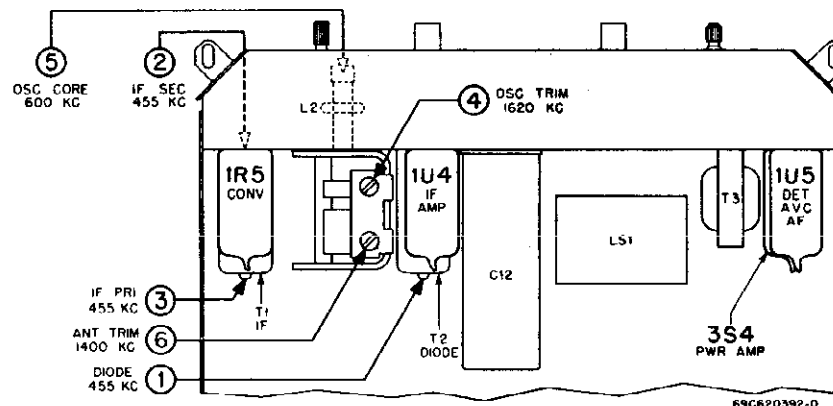 5
OSC CORE
600 KC
2
IF SEC
455 KC
L2
4
OSC TRIM
1620 KC
1R5
CONV
1U4
IF
AMP
C12
LS1
T3
1U5
DET
AVC
AF
IF PRI
455 KC
3
T1
IF
ANT TRIM
1400 KC
6
DIODE
455 KC
1
T2
DIODE
3S4
PWR AMP
69C620392-O